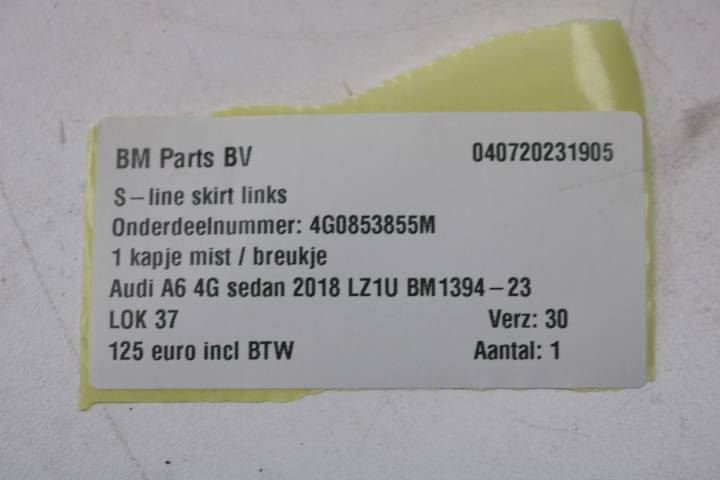 BM Parts BV 040720231905
S-line skirt links
Onderdeelnummer: 4G0853855M
1 kapje mist / breukje
Audi A6 4G sedan 2018 LZ1U BM1394-23
LOK 37 Verz: 30
125 euro incl BTW Aantal: 1